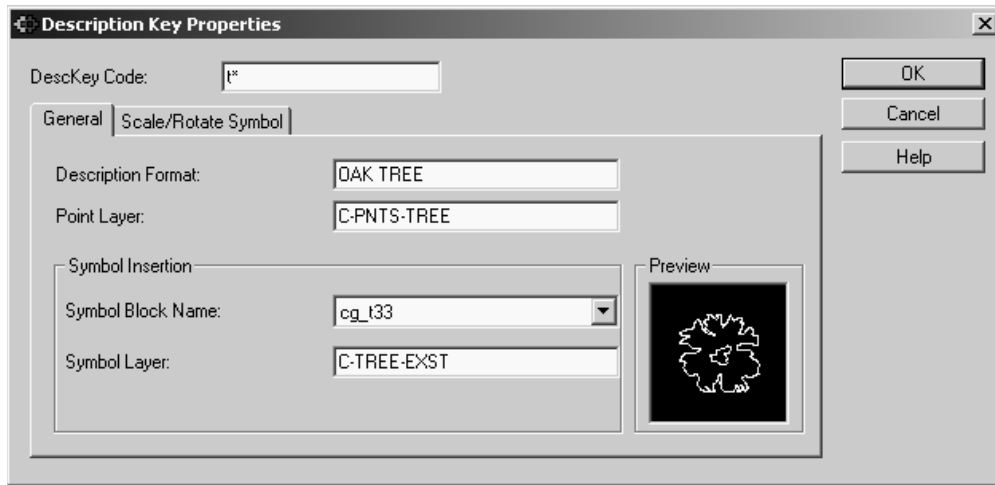 Description Key Properties
DescKey Code: t*
OK
Cancel
Help
General Scale/Rotate Symbol
Description Format: OAK TREE
Point Layer: C-PNTS-TREE
Symbol Insertion
Symbol Block Name: cg_t33
Symbol Layer: C-TREE-EXST
Preview